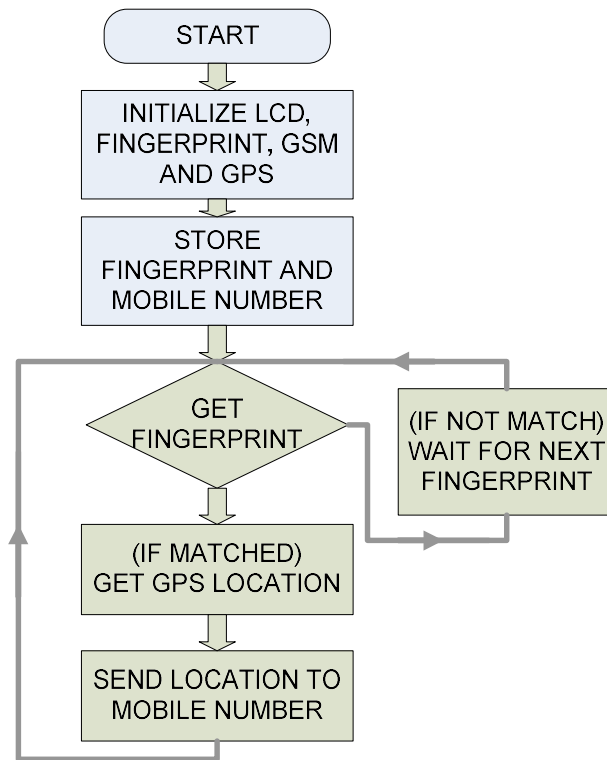 START
INITIALIZE LCD,
FINGERPRINT, GSM
AND GPS
STORE
FINGERPRINT AND
MOBILE NUMBER
GET
FINGERPRINT
(IF NOT MATCH)
WAIT FOR NEXT
FINGERPRINT
(IF MATCHED)
GET GPS LOCATION
SEND LOCATION TO
MOBILE NUMBER